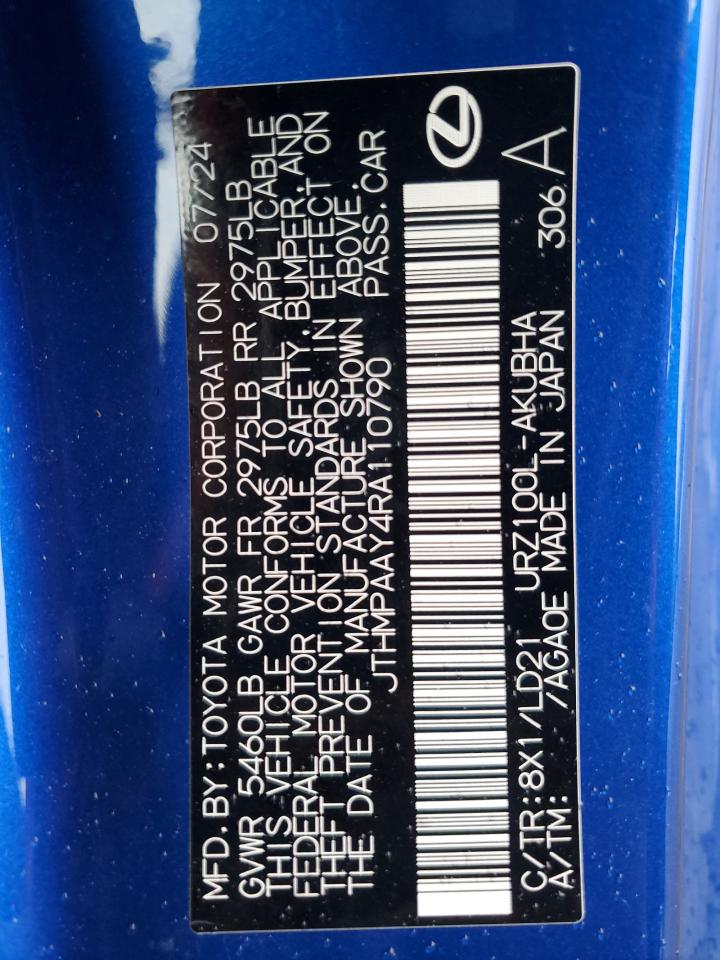 MFD. BY: TOYOTA MOTOR CORPORATION 07/24
GVWR 5460LB GAWR FR 2975LB RR 2975LB
THIS VEHICLE CONFORMS TO ALL APPLICABLE
FEDERAL MOTOR VEHICLE SAFETY, BUMPER, AND
THEFT PREVENTION STANDARDS IN EFFECT ON
THE DATE OF MANUFACTURE SHOWN ABOVE.
JTHMPAAY4RA110790 PASS. CAR
C/TR: 8X1/LD21 URZ100L-AKUBHA
A/TM: /AGA0E MADE IN JAPAN 306 A